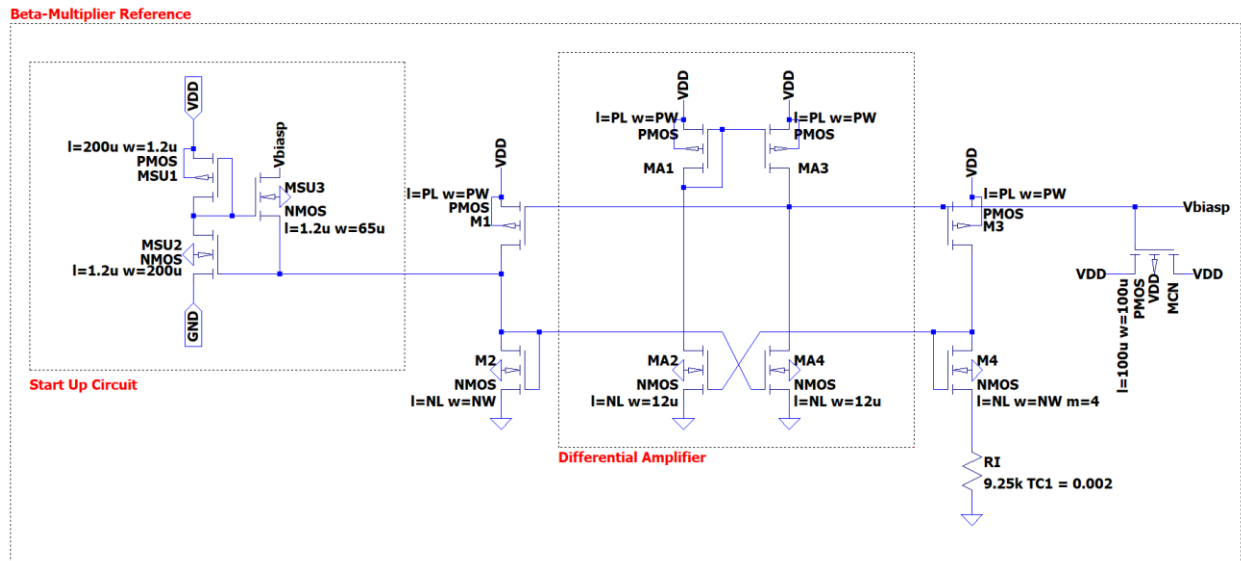 Beta-Multiplier Reference
VDD
l=200u w=1.2u
PMOS
MSU1
Vbiasp
MSU3
NMOS
l=1.2u w=65u
MSU2
NMOS
l=1.2u w=200u
GND
Start Up Circuit
VDD
l=PL w=PW
PMOS
M1
M2
NMOS
l=NL w=NW
VDD
VDD
l=PL w=PW
PMOS
MA1
l=PL w=PW
PMOS
MA3
MA2
NMOS
l=NL w=12u
MA4
NMOS
l=NL w=12u
Differential Amplifier
VDD
l=PL w=PW
PMOS
M3
M4
NMOS
l=NL w=NW m=4
RI
9.25k TC1 = 0.002
Vbiasp
VDD
VDD
VDD
l=100u w=100u
PMOS
MCN